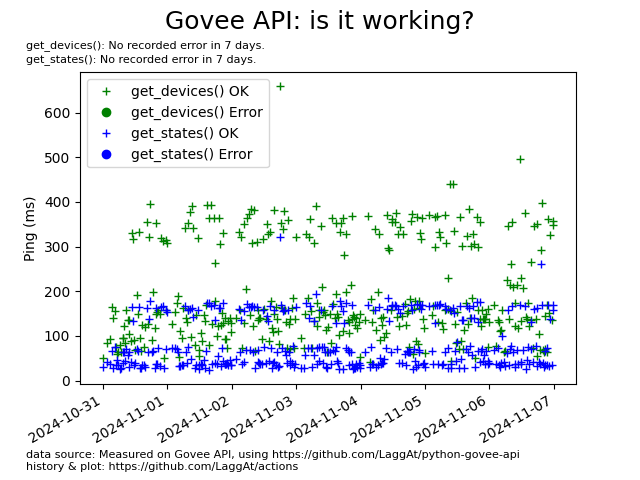 Govee API: is it working?
get_devices(): No recorded error in 7 days.
get_states(): No recorded error in 7 days.
get_devices() OK
get_devices() Error
get_states() OK
get_states() Error
Ping (ms)
600
500
400
300
200
100
0
2024-10-31
2024-11-01
2024-11-02
2024-11-03
2024-11-04
2024-11-05
2024-11-06
2024-11-07
data source: Measured on Govee API, using https://github.com/LaggAt/python-govee-api
history & plot: https://github.com/LaggAt/actions